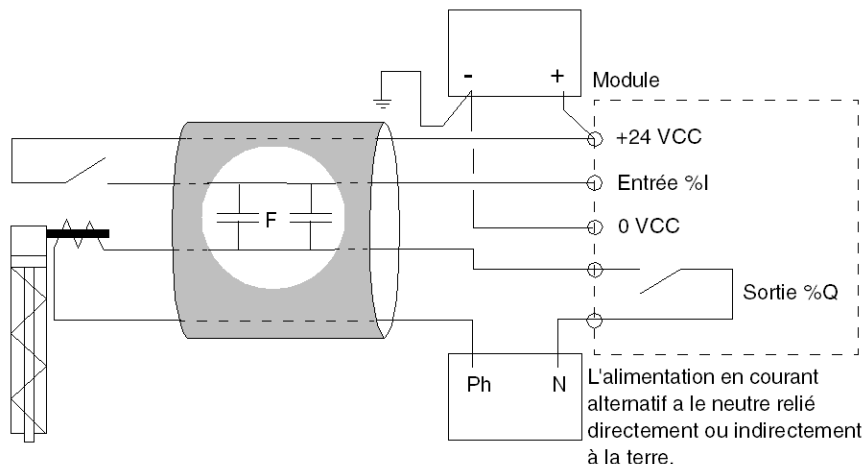 - +
Module
+24 VCC
Entrée %I
F
0 VCC
Sortie %Q
Ph N
L'alimentation en courant
alternatif a le neutre relié
directement ou indirectement
à la terre.